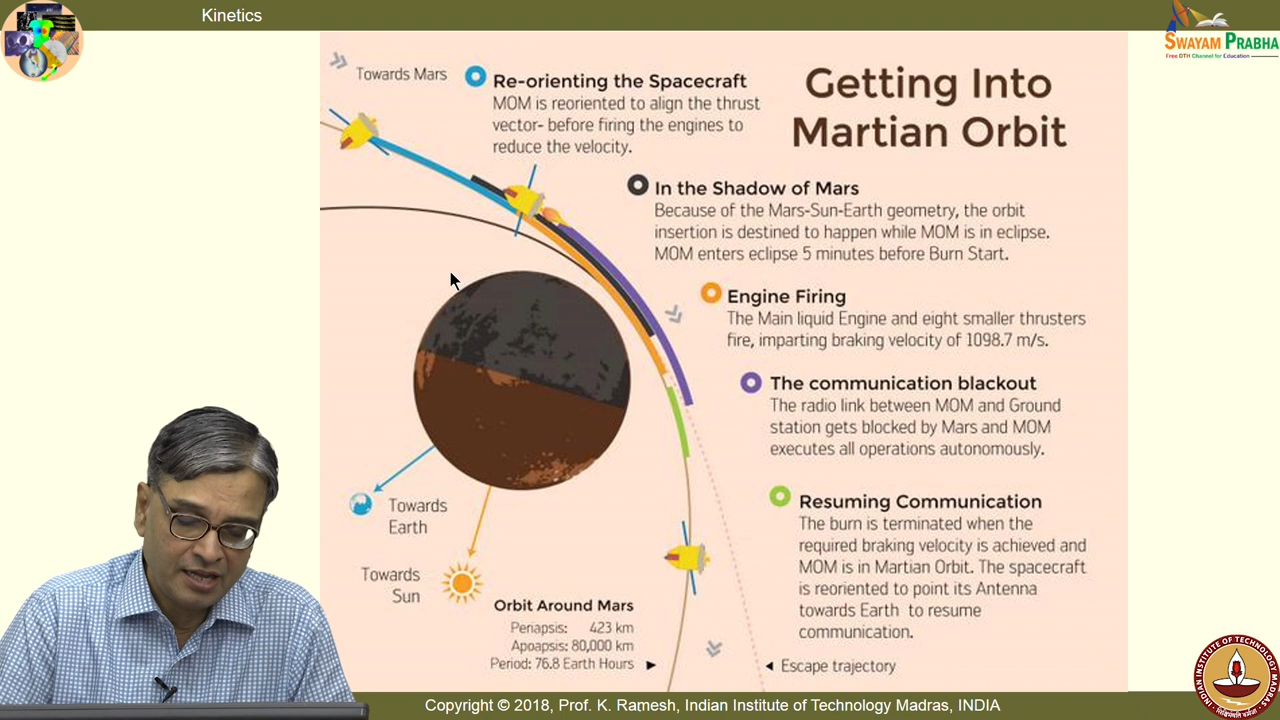 Kinetics
SWAYAM PRABHA
Free DTH Channel for Education
Getting Into
Martian Orbit
Towards Mars
Re-orienting the Spacecraft
MOM is reoriented to align the thrust
vector- before firing the engines to
reduce the velocity.
In the Shadow of Mars
Because of the Mars-Sun-Earth geometry, the orbit
insertion is destined to happen while MOM is in eclipse.
MOM enters eclipse 5 minutes before Burn Start.
Engine Firing
The Main liquid Engine and eight smaller thrusters
fire, imparting braking velocity of 1098.7 m/s.
The communication blackout
The radio link between MOM and Ground
station gets blocked by Mars and MOM
executes all operations autonomously.
Resuming Communication
The burn is terminated when the
required braking velocity is achieved and
MOM is in Martian Orbit. The spacecraft
is reoriented to point its Antenna
towards Earth to resume
communication.
Towards
Earth
Towards
Sun
Orbit Around Mars
Periapsis: 423 km
Apoapsis: 80,000 km
Period: 76.8 Earth Hours
Escape trajectory
INDIAN INSTITUTE OF TECHNOLOGY MADRAS
Copyright © 2018, Prof. K. Ramesh, Indian Institute of Technology Madras, INDIA